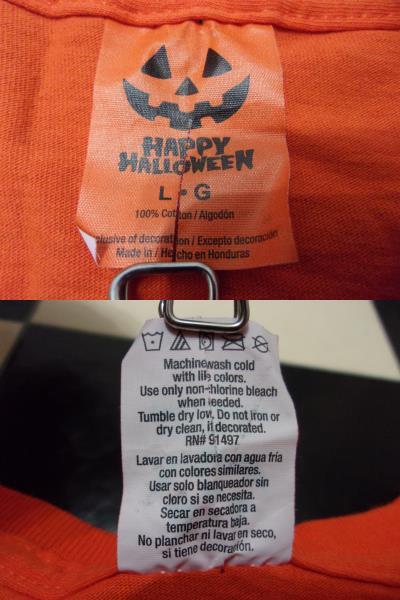 HAPPY
HALLOWEEN
L • G
100% Cotton / Algodón
clusive of decoration / Excepto decoración
Made in / Hecho en Honduras
Machine wash cold
with like colors.
Use only non-chlorine bleach
when needed.
Tumble dry low. Do not iron or
dry clean, if decorated.
RN# 91497
Lavar en lavadora con agua fría
con colores similares.
Usar solo blanqueador sin
cloro si se necesita.
Secar en secadora a
temperatura baja.
No planchar ni lavar en seco,
si tiene decoración.